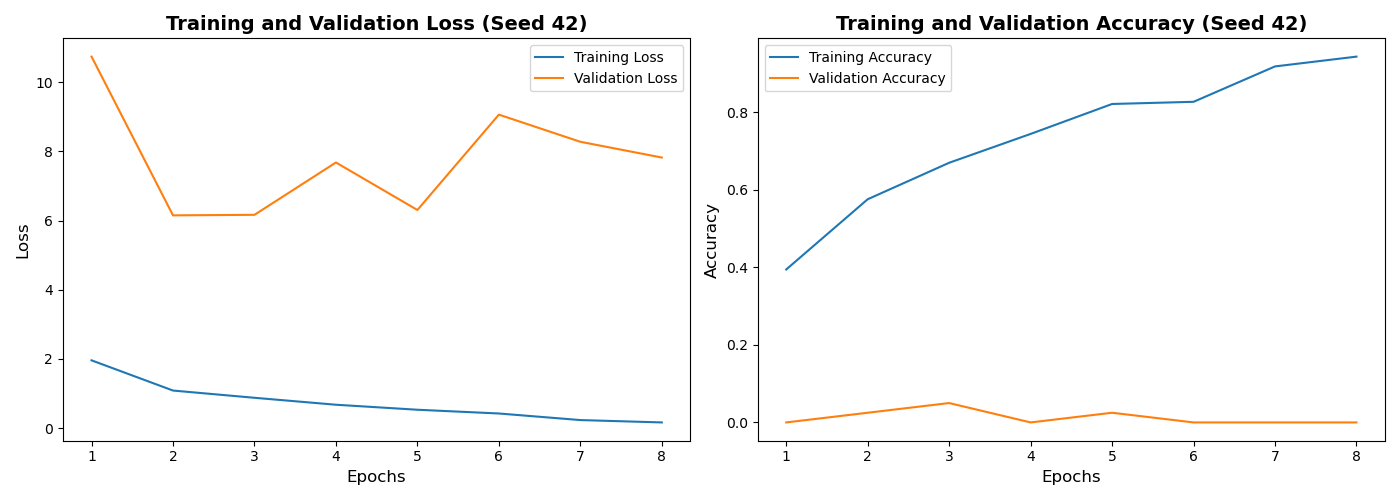 Training and Validation Loss (Seed 42)
Training Loss
Validation Loss
10
8
6
4
2
0
Loss
1 2 3 4 5 6 7 8
Epochs
Training and Validation Accuracy (Seed 42)
Training Accuracy
Validation Accuracy
0.8
0.6
0.4
0.2
0.0
Accuracy
1 2 3 4 5 6 7 8
Epochs